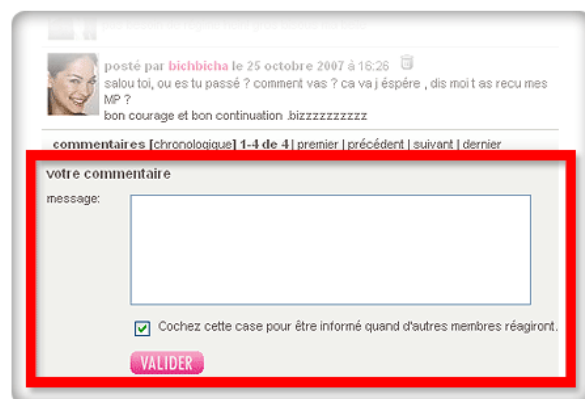 posté par bichbicha le 25 octobre 2007 à 16:26
salou toi, ou es tu passé ? comment vas ? ca va j éspére , dis moi t as recu mes
MP ?
bon courage et bon continuation .bizzzzzzzzzz
commentaires [chronologique] 1-4 de 4| premier | précédent | suivant | dernier
votre commentaire
message:
Cochez cette case pour être informé quand d'autres membres réagiront.
VALIDER